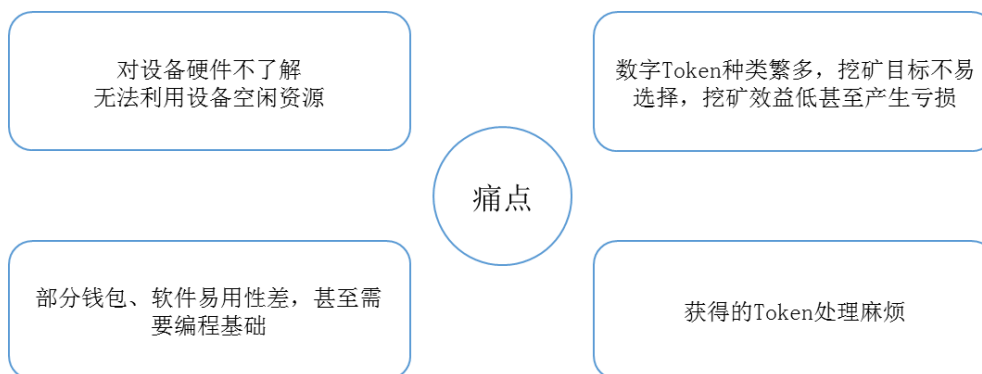 对设备硬件不了解
无法利用设备空闲资源
数字Token种类繁多，挖矿目标不易
选择，挖矿效益低甚至产生亏损
痛点
部分钱包、软件易用性差，甚至需
要编程基础
获得的Token处理麻烦